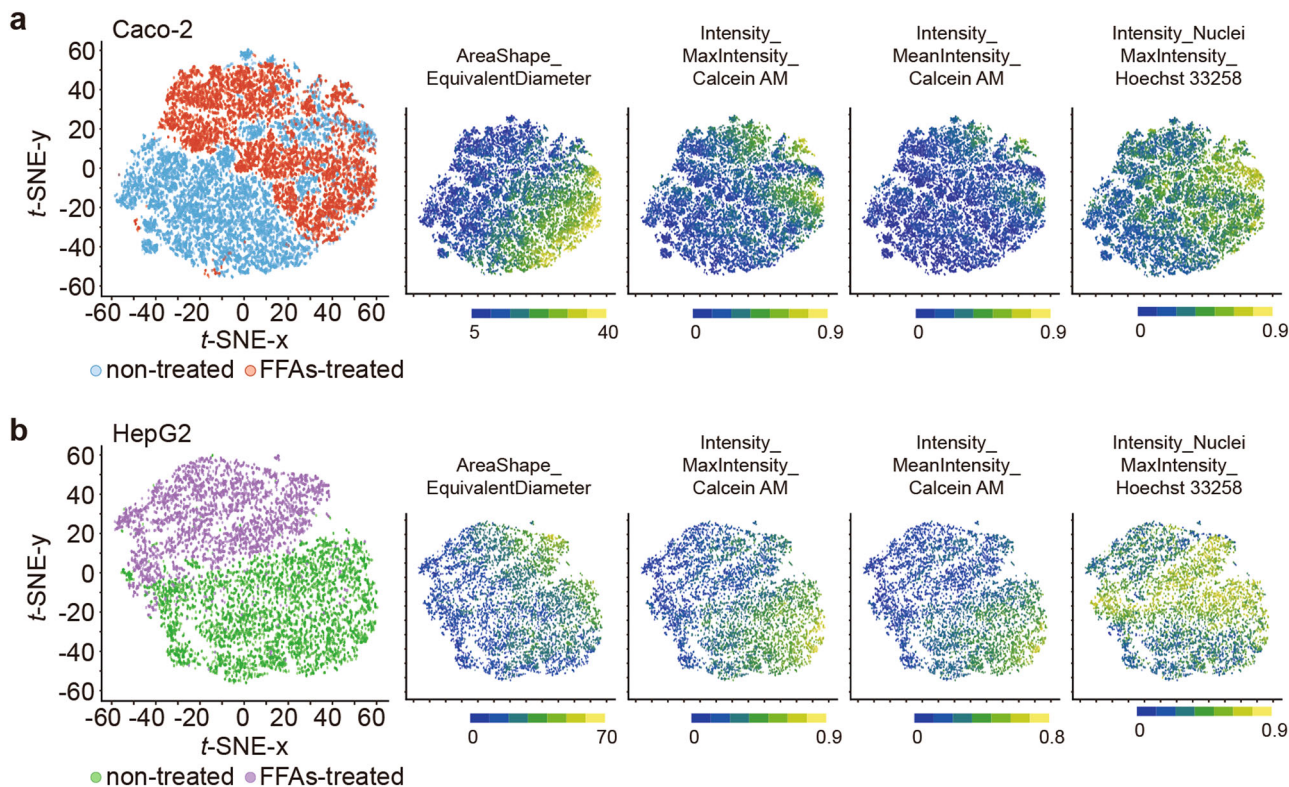 a
Caco-2
60
40
20
0
-20
-40
-60
t-SNE-y
-60 -40 -20 0 20 40 60
t-SNE-x
non-treated FFAs-treated
AreaShape_
EquivalentDiameter
5 40
Intensity_
MaxIntensity_
Calcein AM
0 0.9
Intensity_
MeanIntensity_
Calcein AM
0 0.9
Intensity_Nuclei
MaxIntensity_
Hoechst 33258
0 0.9
b
HepG2
60
40
20
0
-20
-40
-60
t-SNE-y
-60 -40 -20 0 20 40 60
t-SNE-x
non-treated FFAs-treated
AreaShape_
EquivalentDiameter
0 70
Intensity_
MaxIntensity_
Calcein AM
0 0.9
Intensity_
MeanIntensity_
Calcein AM
0 0.8
Intensity_Nuclei
MaxIntensity_
Hoechst 33258
0 0.9